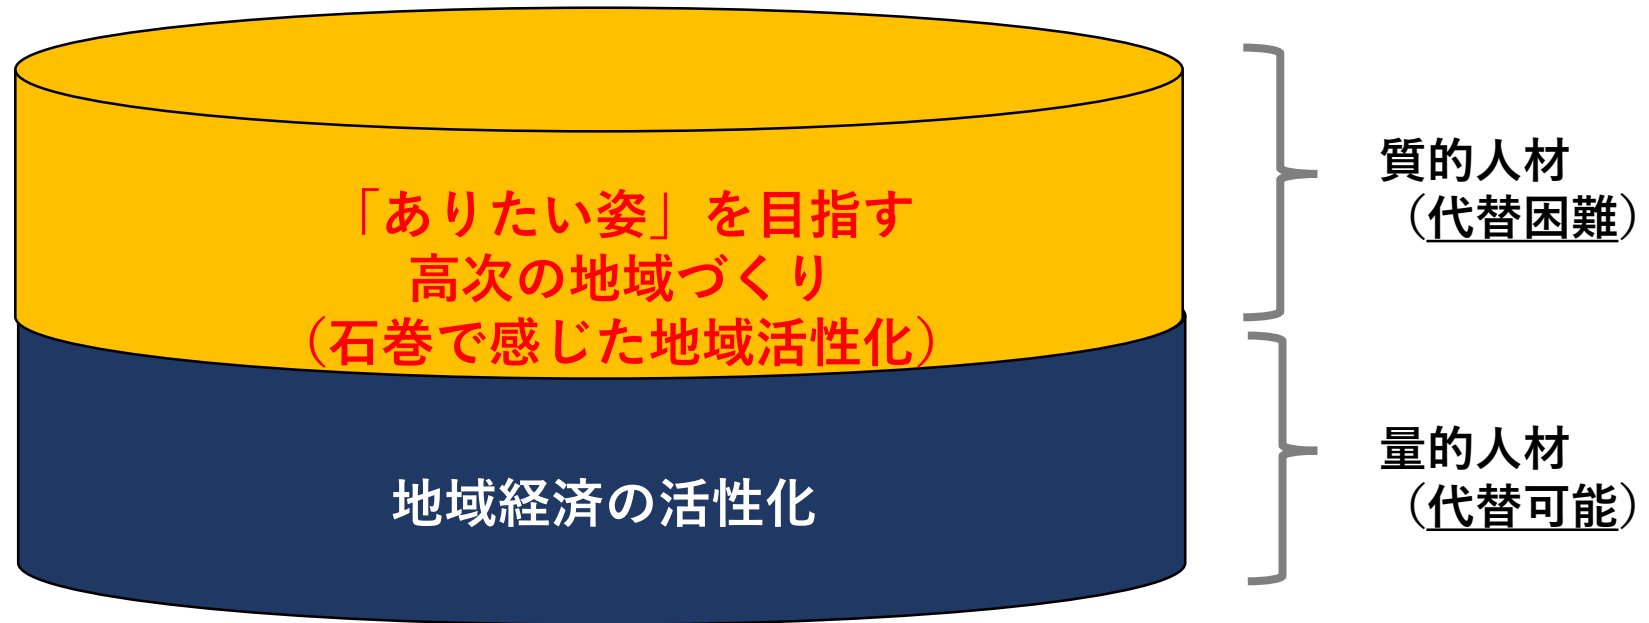 「ありたい姿」を目指す
高次の地域づくり
（石巻で感じた地域活性化）
地域経済の活性化
質的人材
（代替困難）
量的人材
（代替可能）